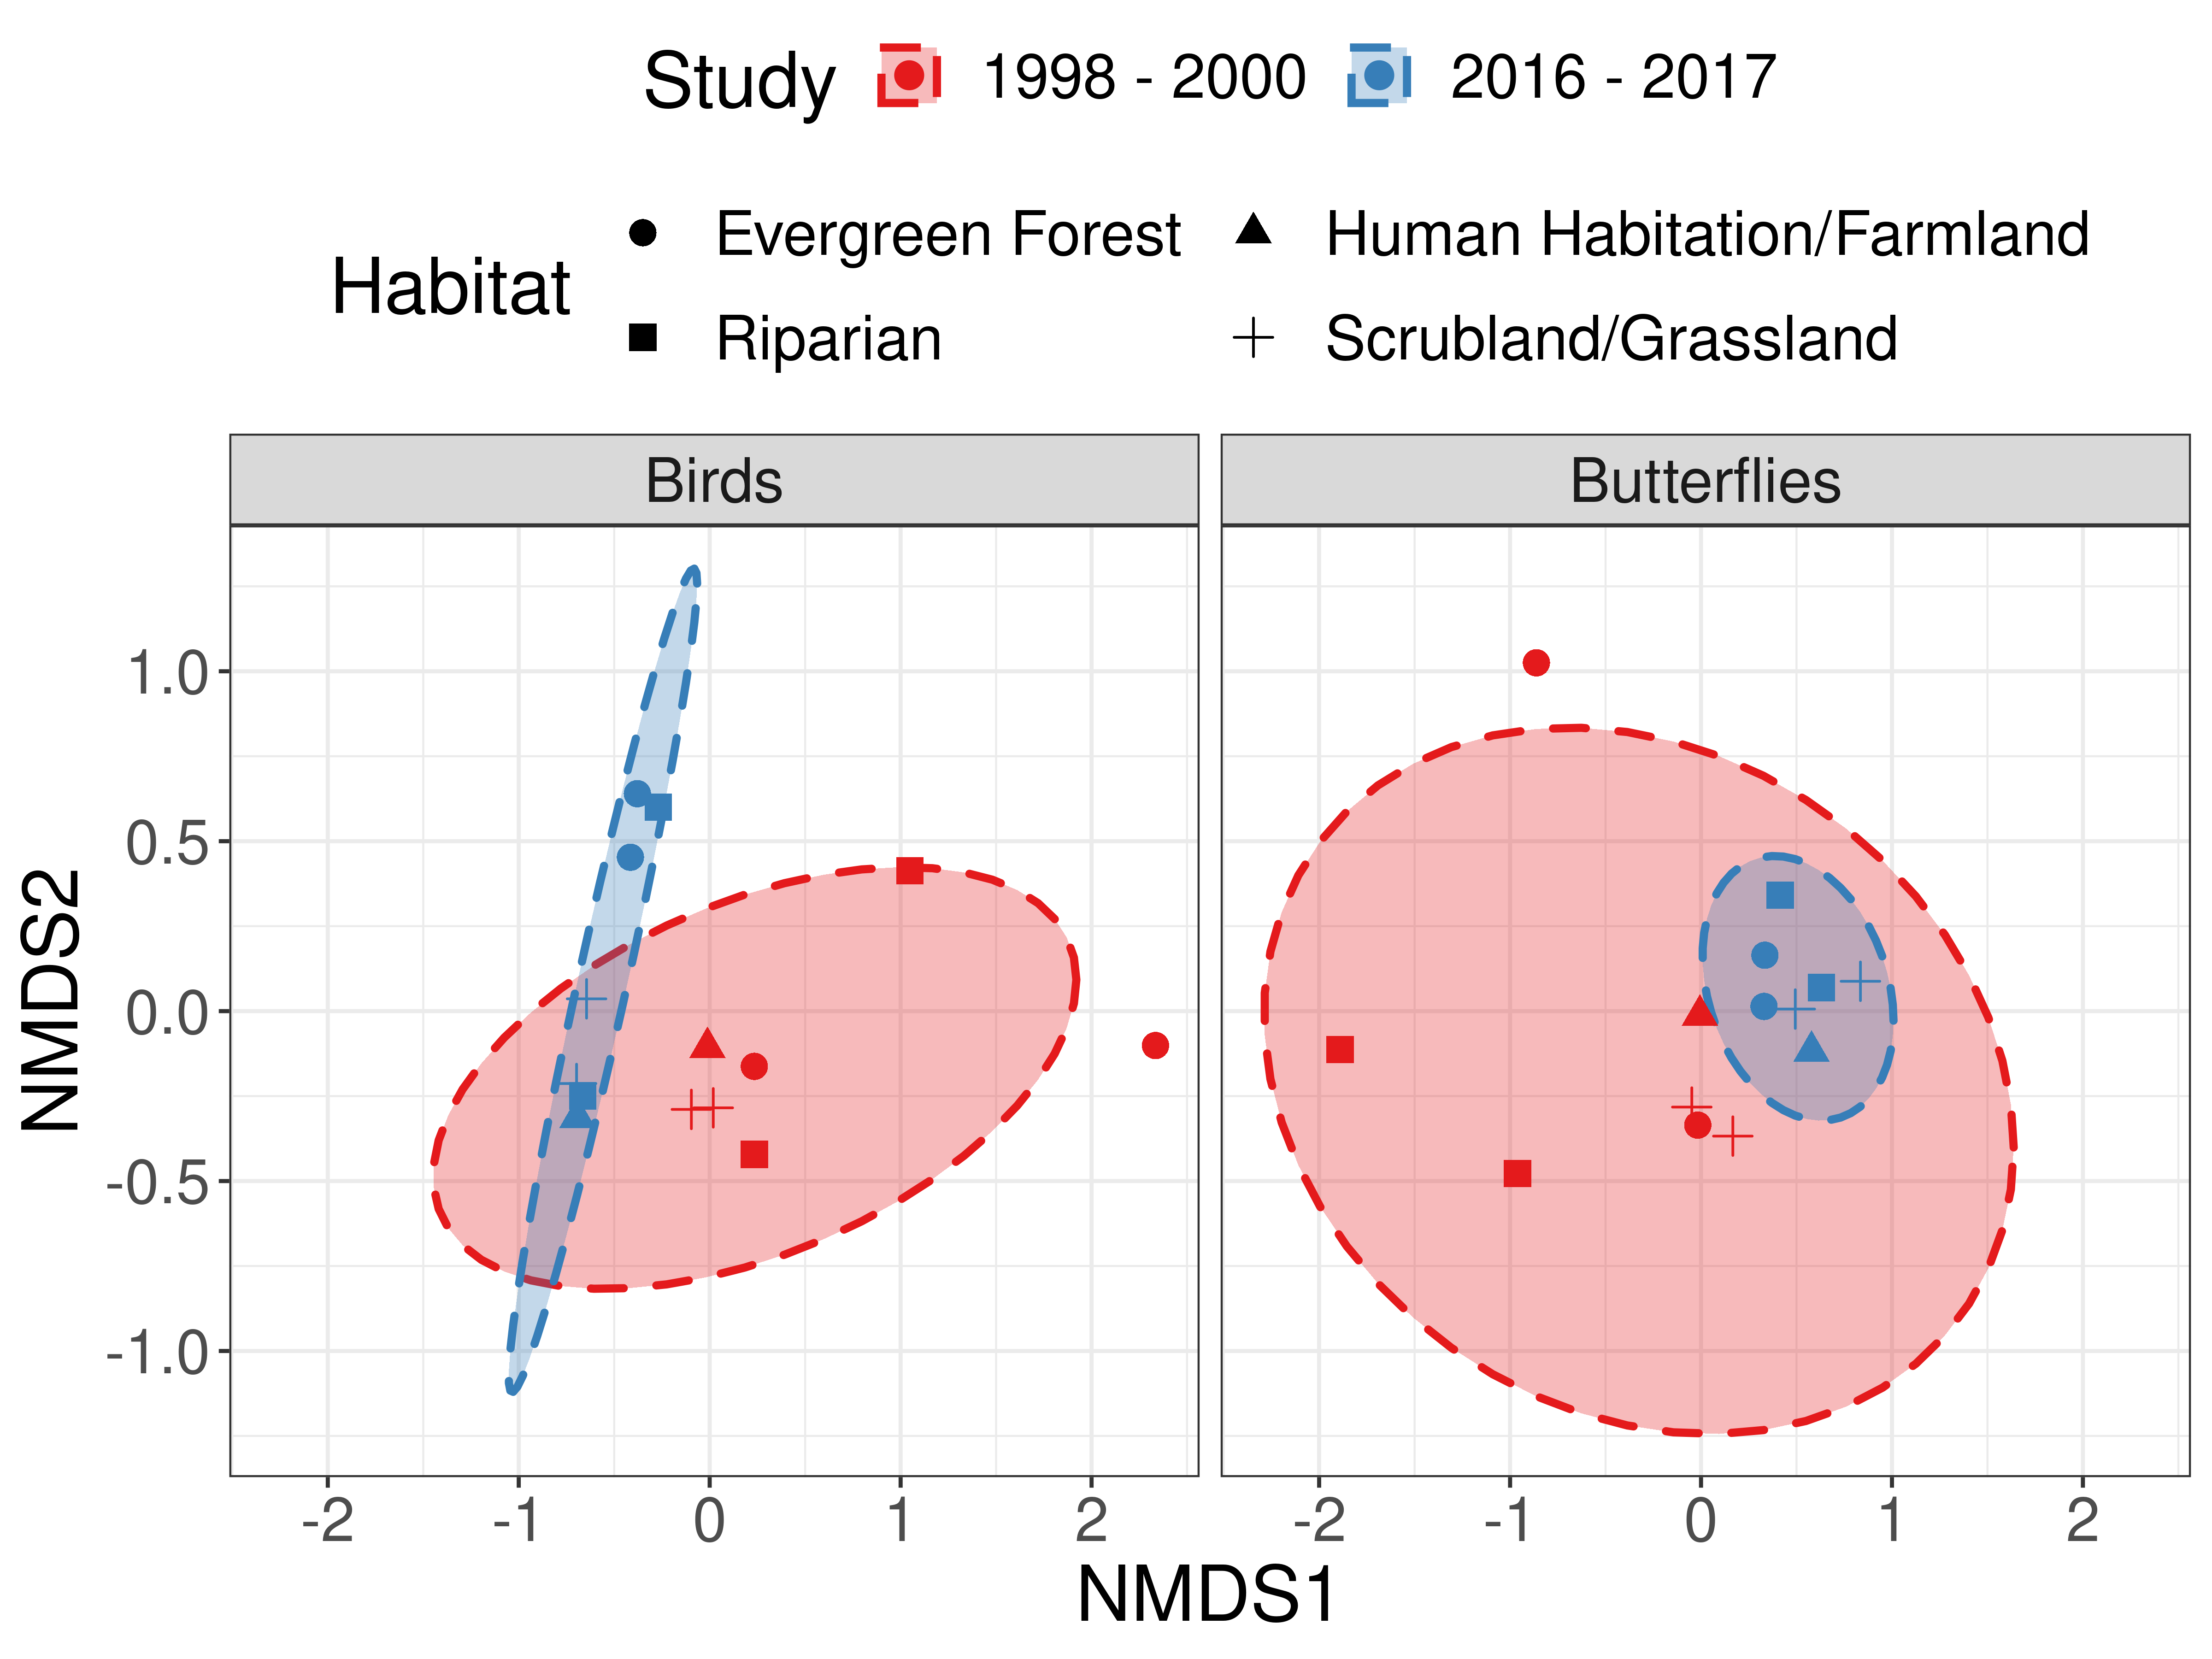 Study 1998 - 2000 2016 - 2017
Habitat
Evergreen Forest Human Habitation/Farmland
Riparian Scrubland/Grassland
Birds Butterflies
NMDS2
1.0
0.5
0.0
-0.5
-1.0
-2 -1 0 1 2 -2 -1 0 1 2
NMDS1